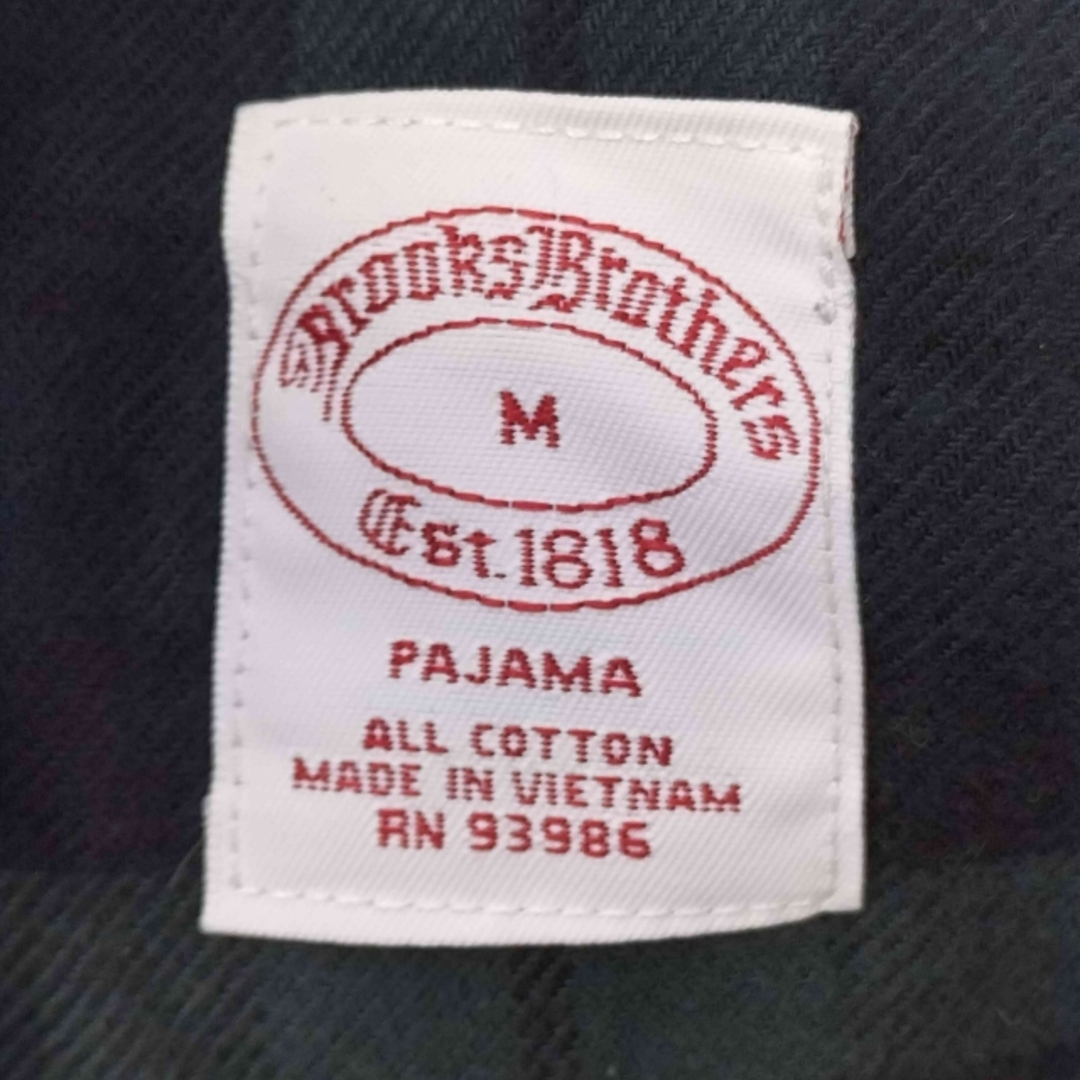 Brooks Brothers
M
Est. 1818
PAJAMA
ALL COTTON
MADE IN VIETNAM
RN 93986